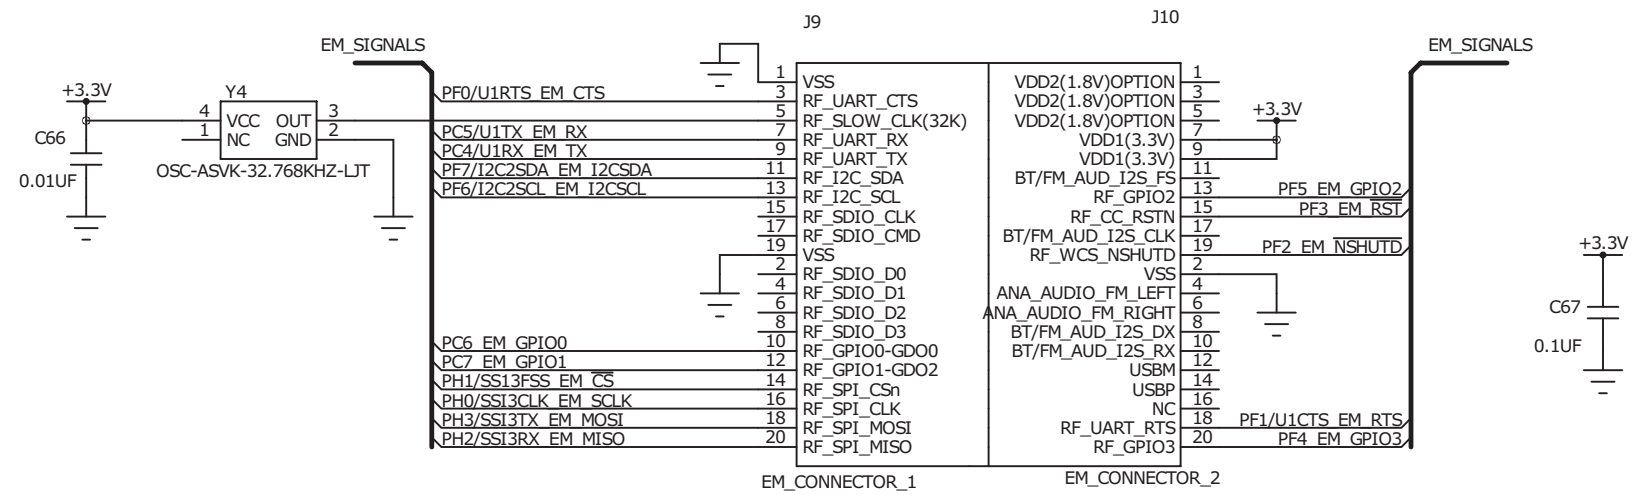 J9
J10
EM_SIGNALS
EM_SIGNALS
+3.3V
Y4
C66
0.01UF
4 VCC OUT 3
1 NC GND 2
OSC-ASVK-32.768KHZ-LJT
1 VSS
PF0/U1RTS_EM_CTS 3 RF_UART_CTS
5 RF_SLOW_CLK(32K)
PC5/U1TX_EM_RX 7 RF_UART_RX
PC4/U1RX_EM_TX 9 RF_UART_TX
PF7/I2C2SDA_EM_I2CSDA 11 RF_I2C_SDA
PF6/I2C2SCL_EM_I2CSCL 13 RF_I2C_SCL
15 RF_SDIO_CLK
17 RF_SDIO_CMD
19 VSS
2 RF_SDIO_D0
4 RF_SDIO_D1
6 RF_SDIO_D2
8 RF_SDIO_D3
PC6_EM_GPIO0 10 RF_GPIO0-GDO0
PC7_EM_GPIO1 12 RF_GPIO1-GDO2
PH1/SS13FSS_EM_CS 14 RF_SPI_CSn
PH0/SSI3CLK_EM_SCLK 16 RF_SPI_CLK
PH3/SSI3TX_EM_MOSI 18 RF_SPI_MOSI
PH2/SSI3RX_EM_MISO 20 RF_SPI_MISO
EM_CONNECTOR_1
VDD2(1.8V)OPTION 1
VDD2(1.8V)OPTION 3
VDD2(1.8V)OPTION 5
+3.3V
VDD1(3.3V) 7
VDD1(3.3V) 9
BT/FM_AUD_I2S_FS 11
RF_GPIO2 13 PF5_EM_GPIO2
RF_CC_RSTN 15 PF3_EM_RST
BT/FM_AUD_I2S_CLK 17
RF_WCS_NSHUTD 19 PF2_EM_NSHUTD
VSS 2
ANA_AUDIO_FM_LEFT 4
ANA_AUDIO_FM_RIGHT 6
BT/FM_AUD_I2S_DX 8
BT/FM_AUD_I2S_RX 10
USBM 12
USBP 14
NC 16
RF_UART_RTS 18 PF1/U1CTS_EM_RTS
RF_GPIO3 20 PF4_EM_GPIO3
EM_CONNECTOR_2
+3.3V
C67
0.1UF